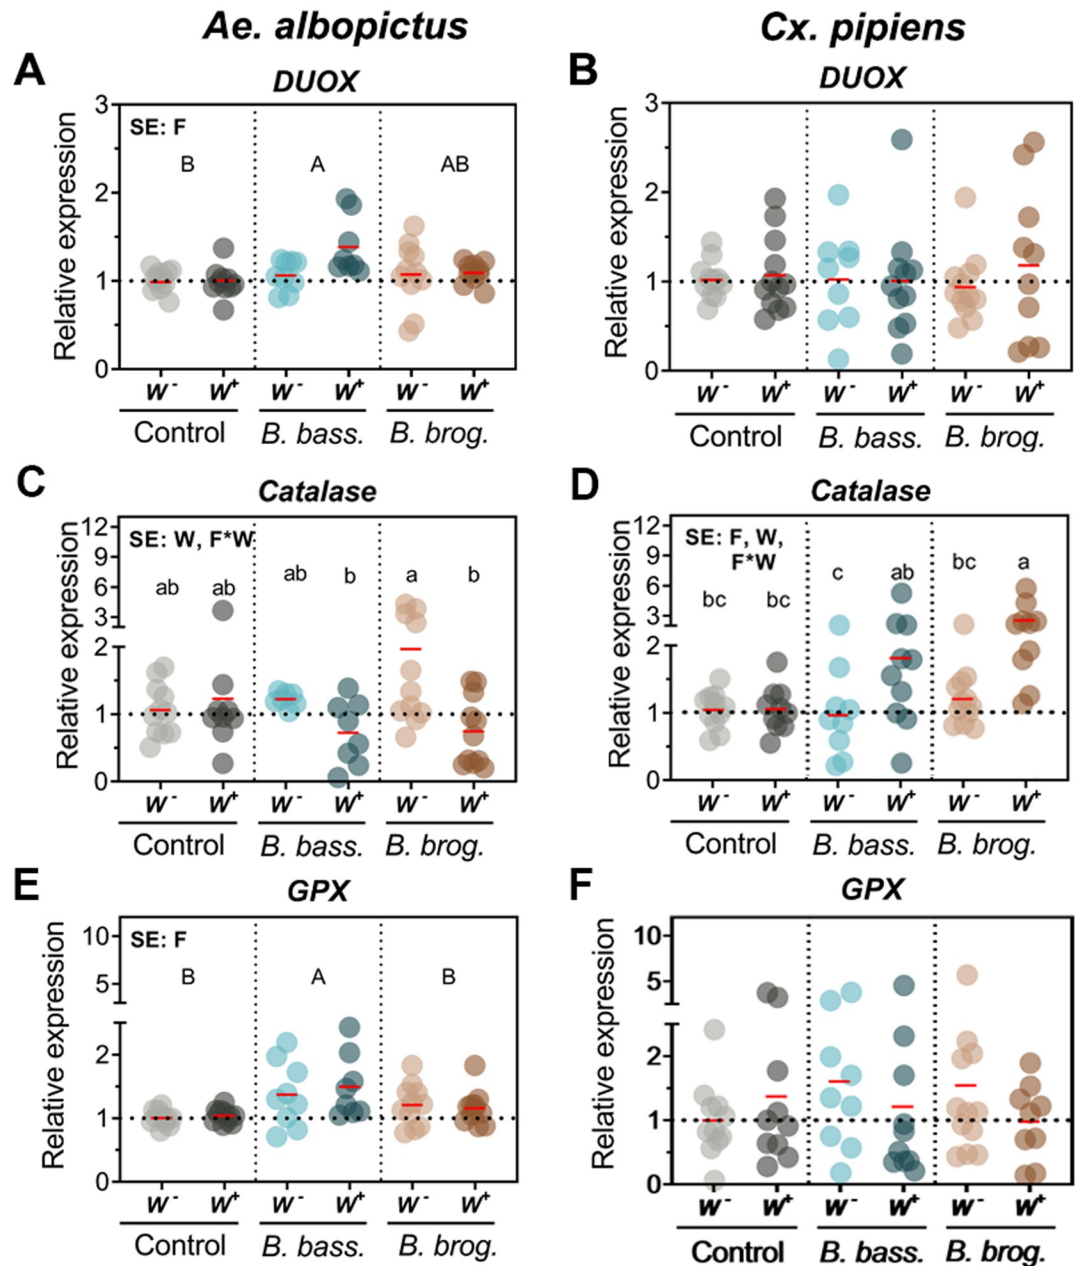 Ae. albopictus
Cx. pipiens
A
DUOX
Relative expression
3
2
1
0
SE: F
B
A
AB
W- W+ W- W+ W- W+
Control B. bass. B. brog.
B
DUOX
Relative expression
3
2
1
0
W- W+ W- W+ W- W+
Control B. bass. B. brog.
C
Catalase
Relative expression
12
9
6
3
2
1
0
SE: W, F*W
ab ab ab b a b
W- W+ W- W+ W- W+
Control B. bass. B. brog.
D
Catalase
Relative expression
12
9
6
3
2
1
0
SE: F, W,
F*W
bc bc c ab bc a
W- W+ W- W+ W- W+
Control B. bass. B. brog.
E
GPX
Relative expression
10
5
2
1
0
SE: F
B A B
W- W+ W- W+ W- W+
Control B. bass. B. brog.
F
GPX
Relative expression
10
5
2
1
0
W- W+ W- W+ W- W+
Control B. bass. B. brog.